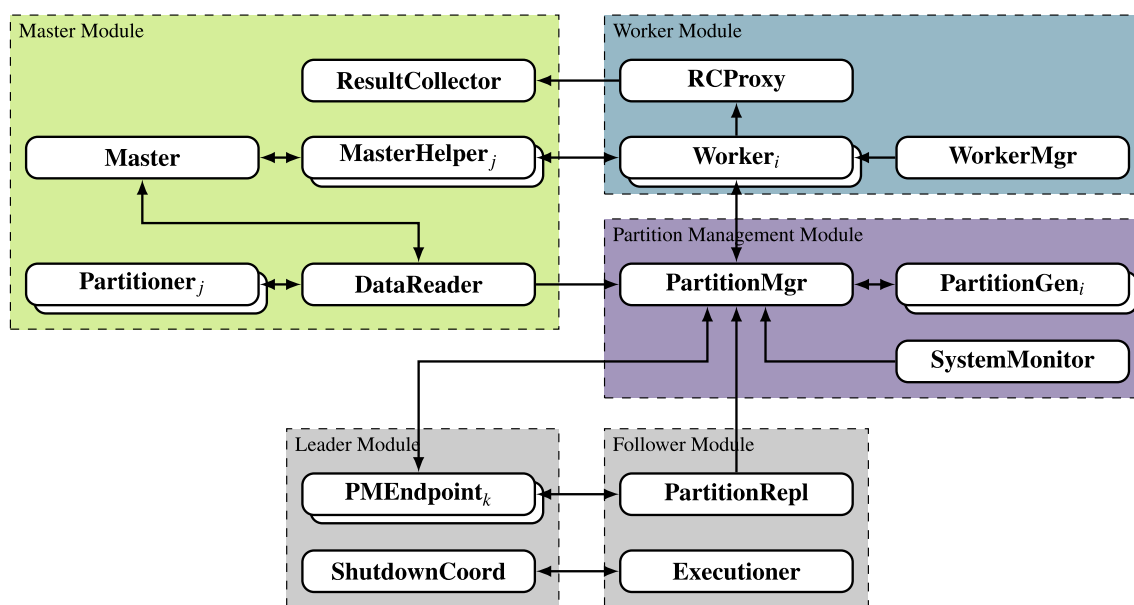 Master Module
ResultCollector
Master
MasterHelper_j
Partitioner_j
DataReader
Worker Module
RCProxy
Worker_i
WorkerMgr
Partition Management Module
PartitionMgr
PartitionGen_i
SystemMonitor
Leader Module
PMEndpoint_k
ShutdownCoord
Follower Module
PartitionRepl
Executioner